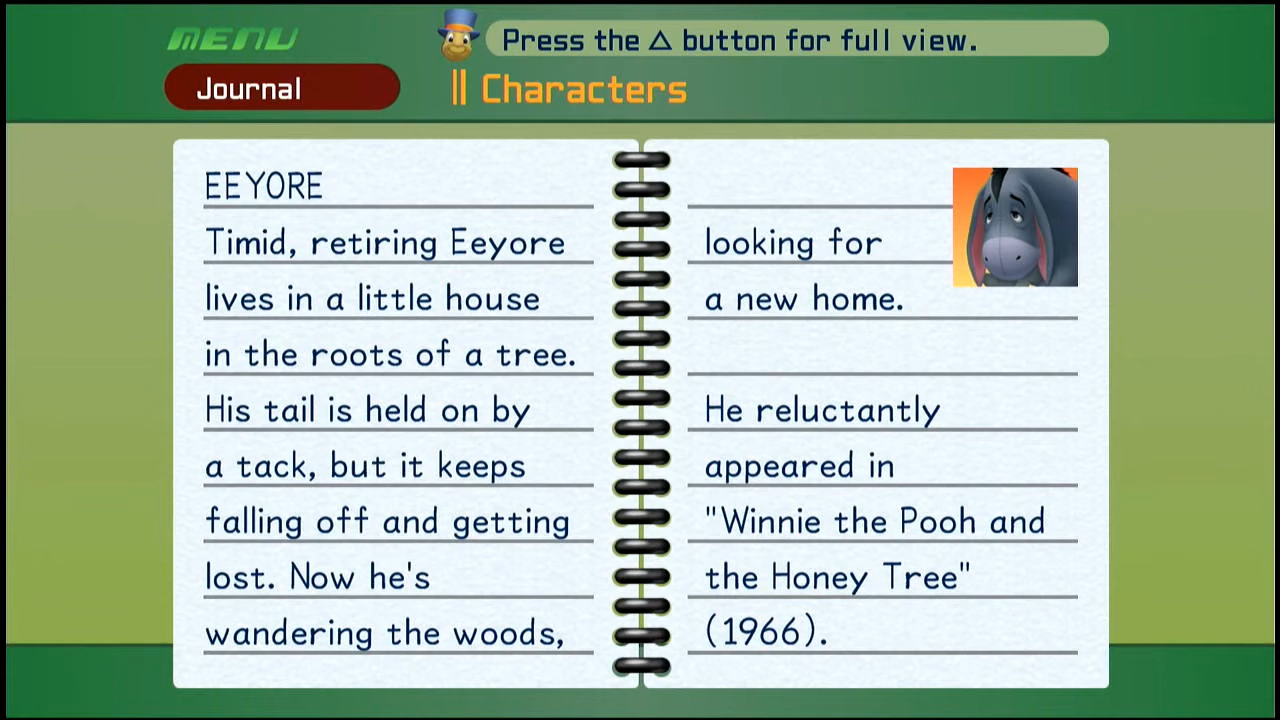 MENU
Press the △ button for full view.
Journal
Characters
EEYORE
Timid, retiring Eeyore
lives in a little house
in the roots of a tree.
His tail is held on by
a tack, but it keeps
falling off and getting
lost. Now he's
wandering the woods,
looking for
a new home.
He reluctantly
appeared in
"Winnie the Pooh and
the Honey Tree"
(1966).